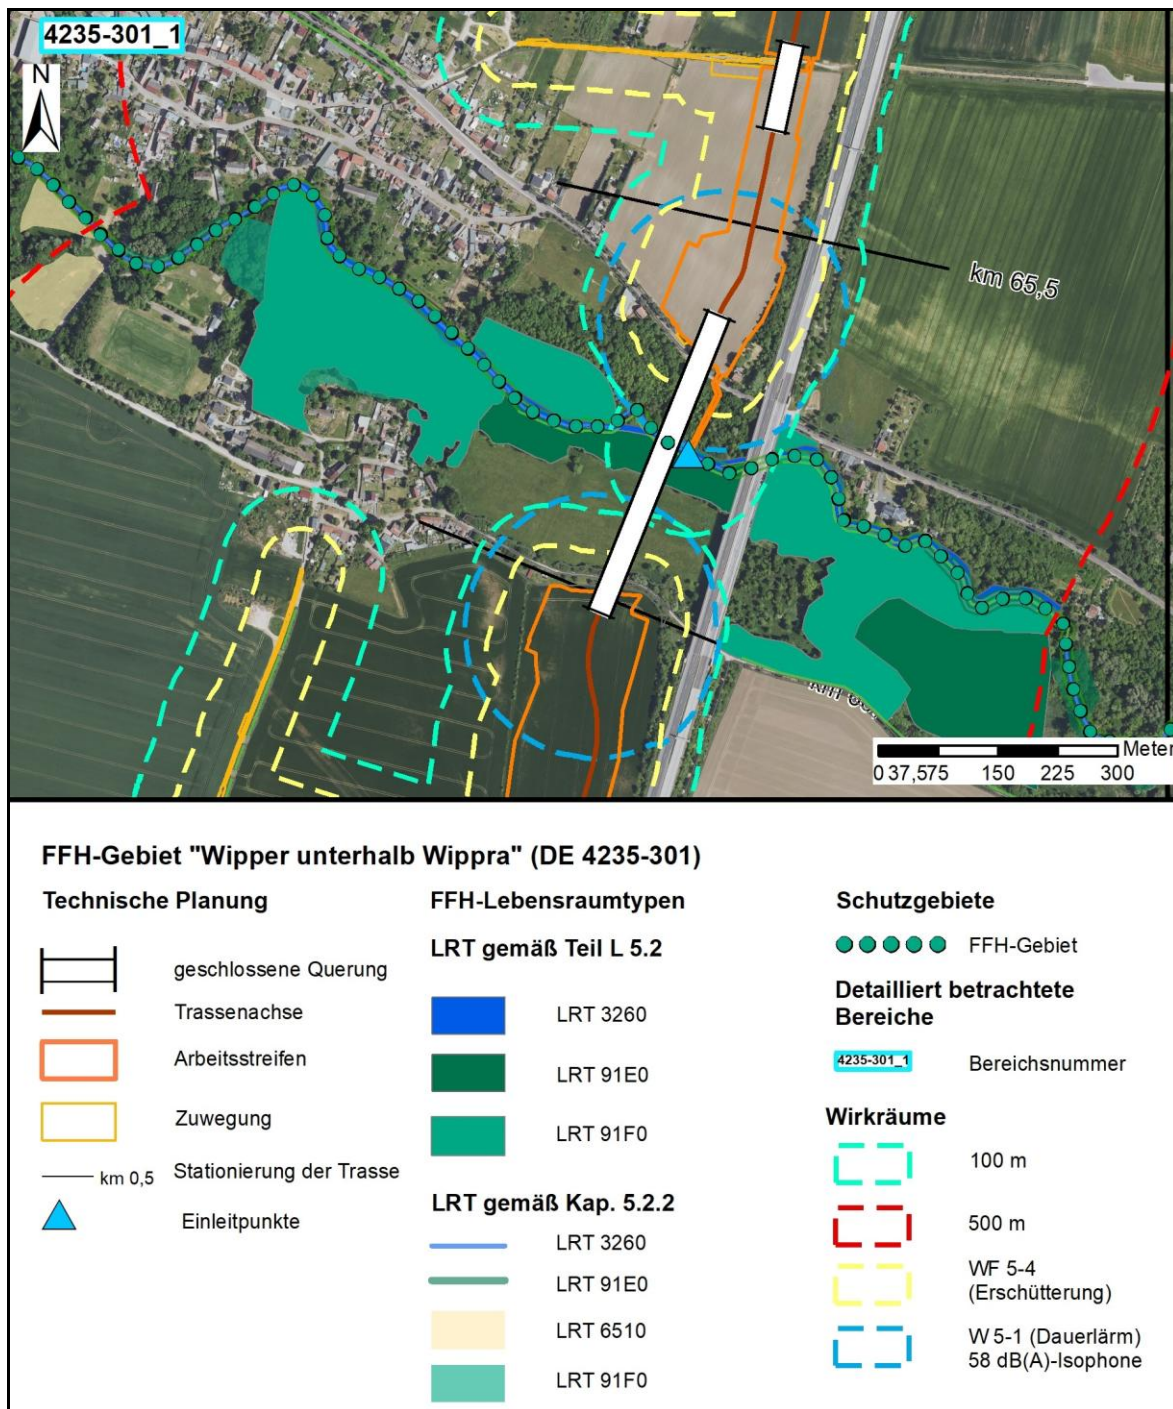 4235-301_1
N
km 65,5
km 66,
Meter
0 37,575 150 225 300
FFH-Gebiet "Wipper unterhalb Wippra" (DE 4235-301)
Technische Planung
geschlossene Querung
Trassenachse
Arbeitsstreifen
Zuwegung
km 0,5 Stationierung der Trasse
Einleitpunkte
FFH-Lebensraumtypen
LRT gemäß Teil L 5.2
LRT 3260
LRT 91E0
LRT 91F0
LRT gemäß Kap. 5.2.2
LRT 3260
LRT 91E0
LRT 6510
LRT 91F0
Schutzgebiete
FFH-Gebiet
Detailliert betrachtete
Bereiche
4235-301_1 Bereichsnummer
Wirkräume
100 m
500 m
WF 5-4
(Erschütterung)
W 5-1 (Dauerlärm)
58 dB(A)-Isophone